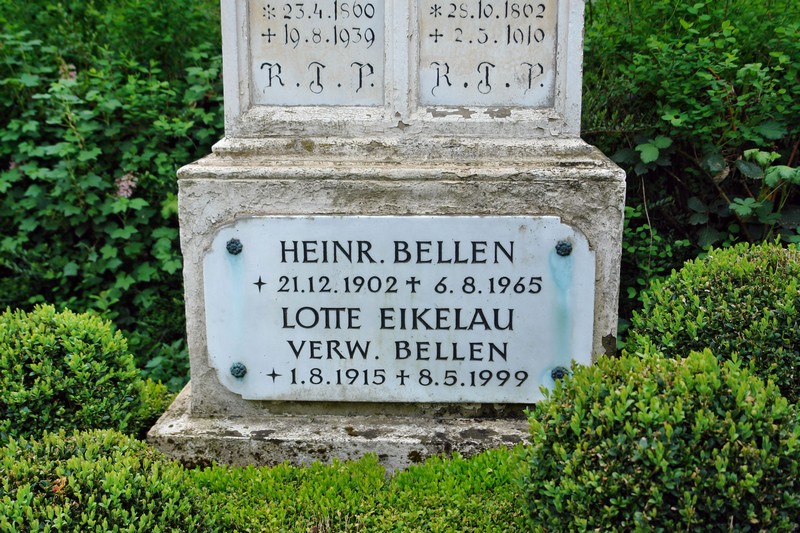 * 23.4.1860
+ 19.8.1939
R. I. P.
* 28.10.1862
+ 2.5.1910
R. I. P.
HEINR. BELLEN
✦ 21.12.1902 ✝ 6.8.1965
LOTTE EIKELAU
VERW. BELLEN
✦ 1.8.1915 ✝ 8.5.1999